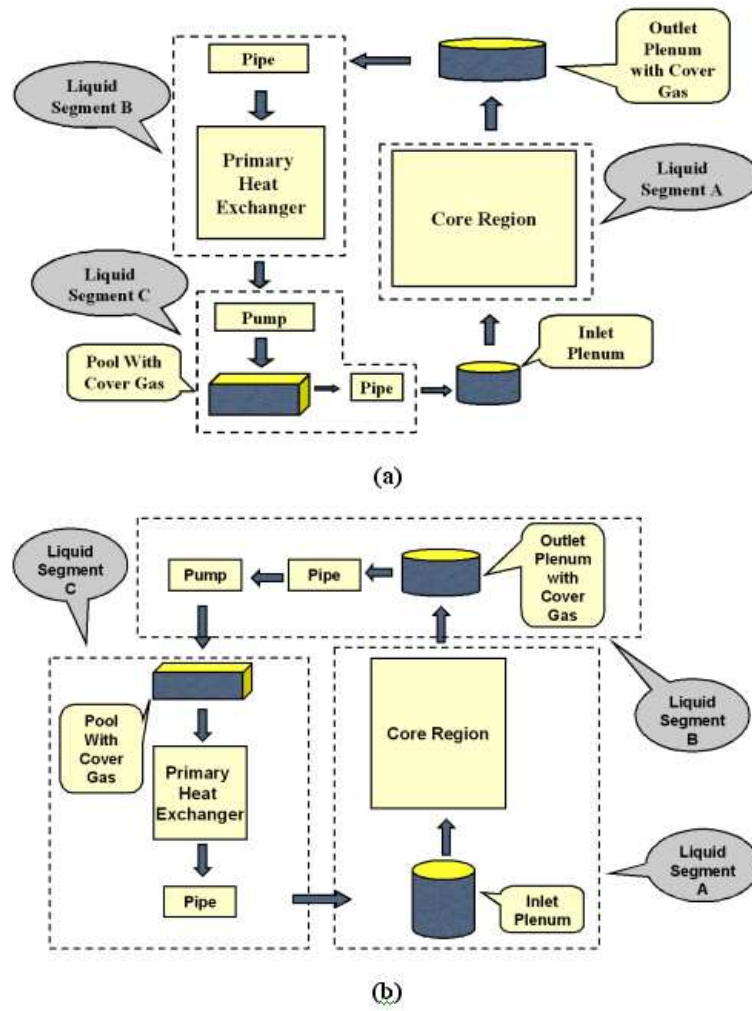 Liquid
Segment B
Pipe
Outlet
Plenum
with Cover
Gas
Primary
Heat
Exchanger
Core Region
Liquid
Segment A
Liquid
Segment C
Pump
Inlet
Plenum
Pool With
Cover Gas
Pipe
(a)
Liquid
Segment
C
Pump
Pipe
Outlet
Plenum
with
Cover
Gas
Pool
With
Cover
Gas
Core Region
Liquid
Segment
B
Primary
Heat
Exchanger
Liquid
Segment
A
Pipe
Inlet
Plenum
(b)